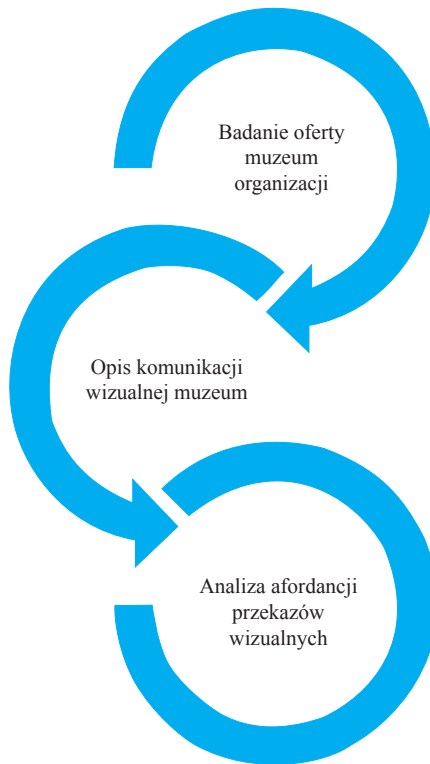 Badanie oferty
muzeum
organizacji
Opis komunikacji
wizualnej muzeum
Analiza afordancji
przekazów
wizualnych